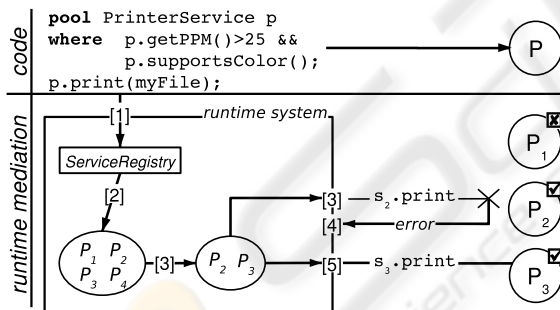 code
pool PrinterService p
where p.getPPM()>25 &&
p.supportsColor();
p.print(myFile);
P
runtime mediation
[1]
runtime system
ServiceRegistry
[2]
P1 P2
P3 P4
[3]
P2 P3
[3] s2.print
[4] error
[5] s3.print
P1
P2
P3